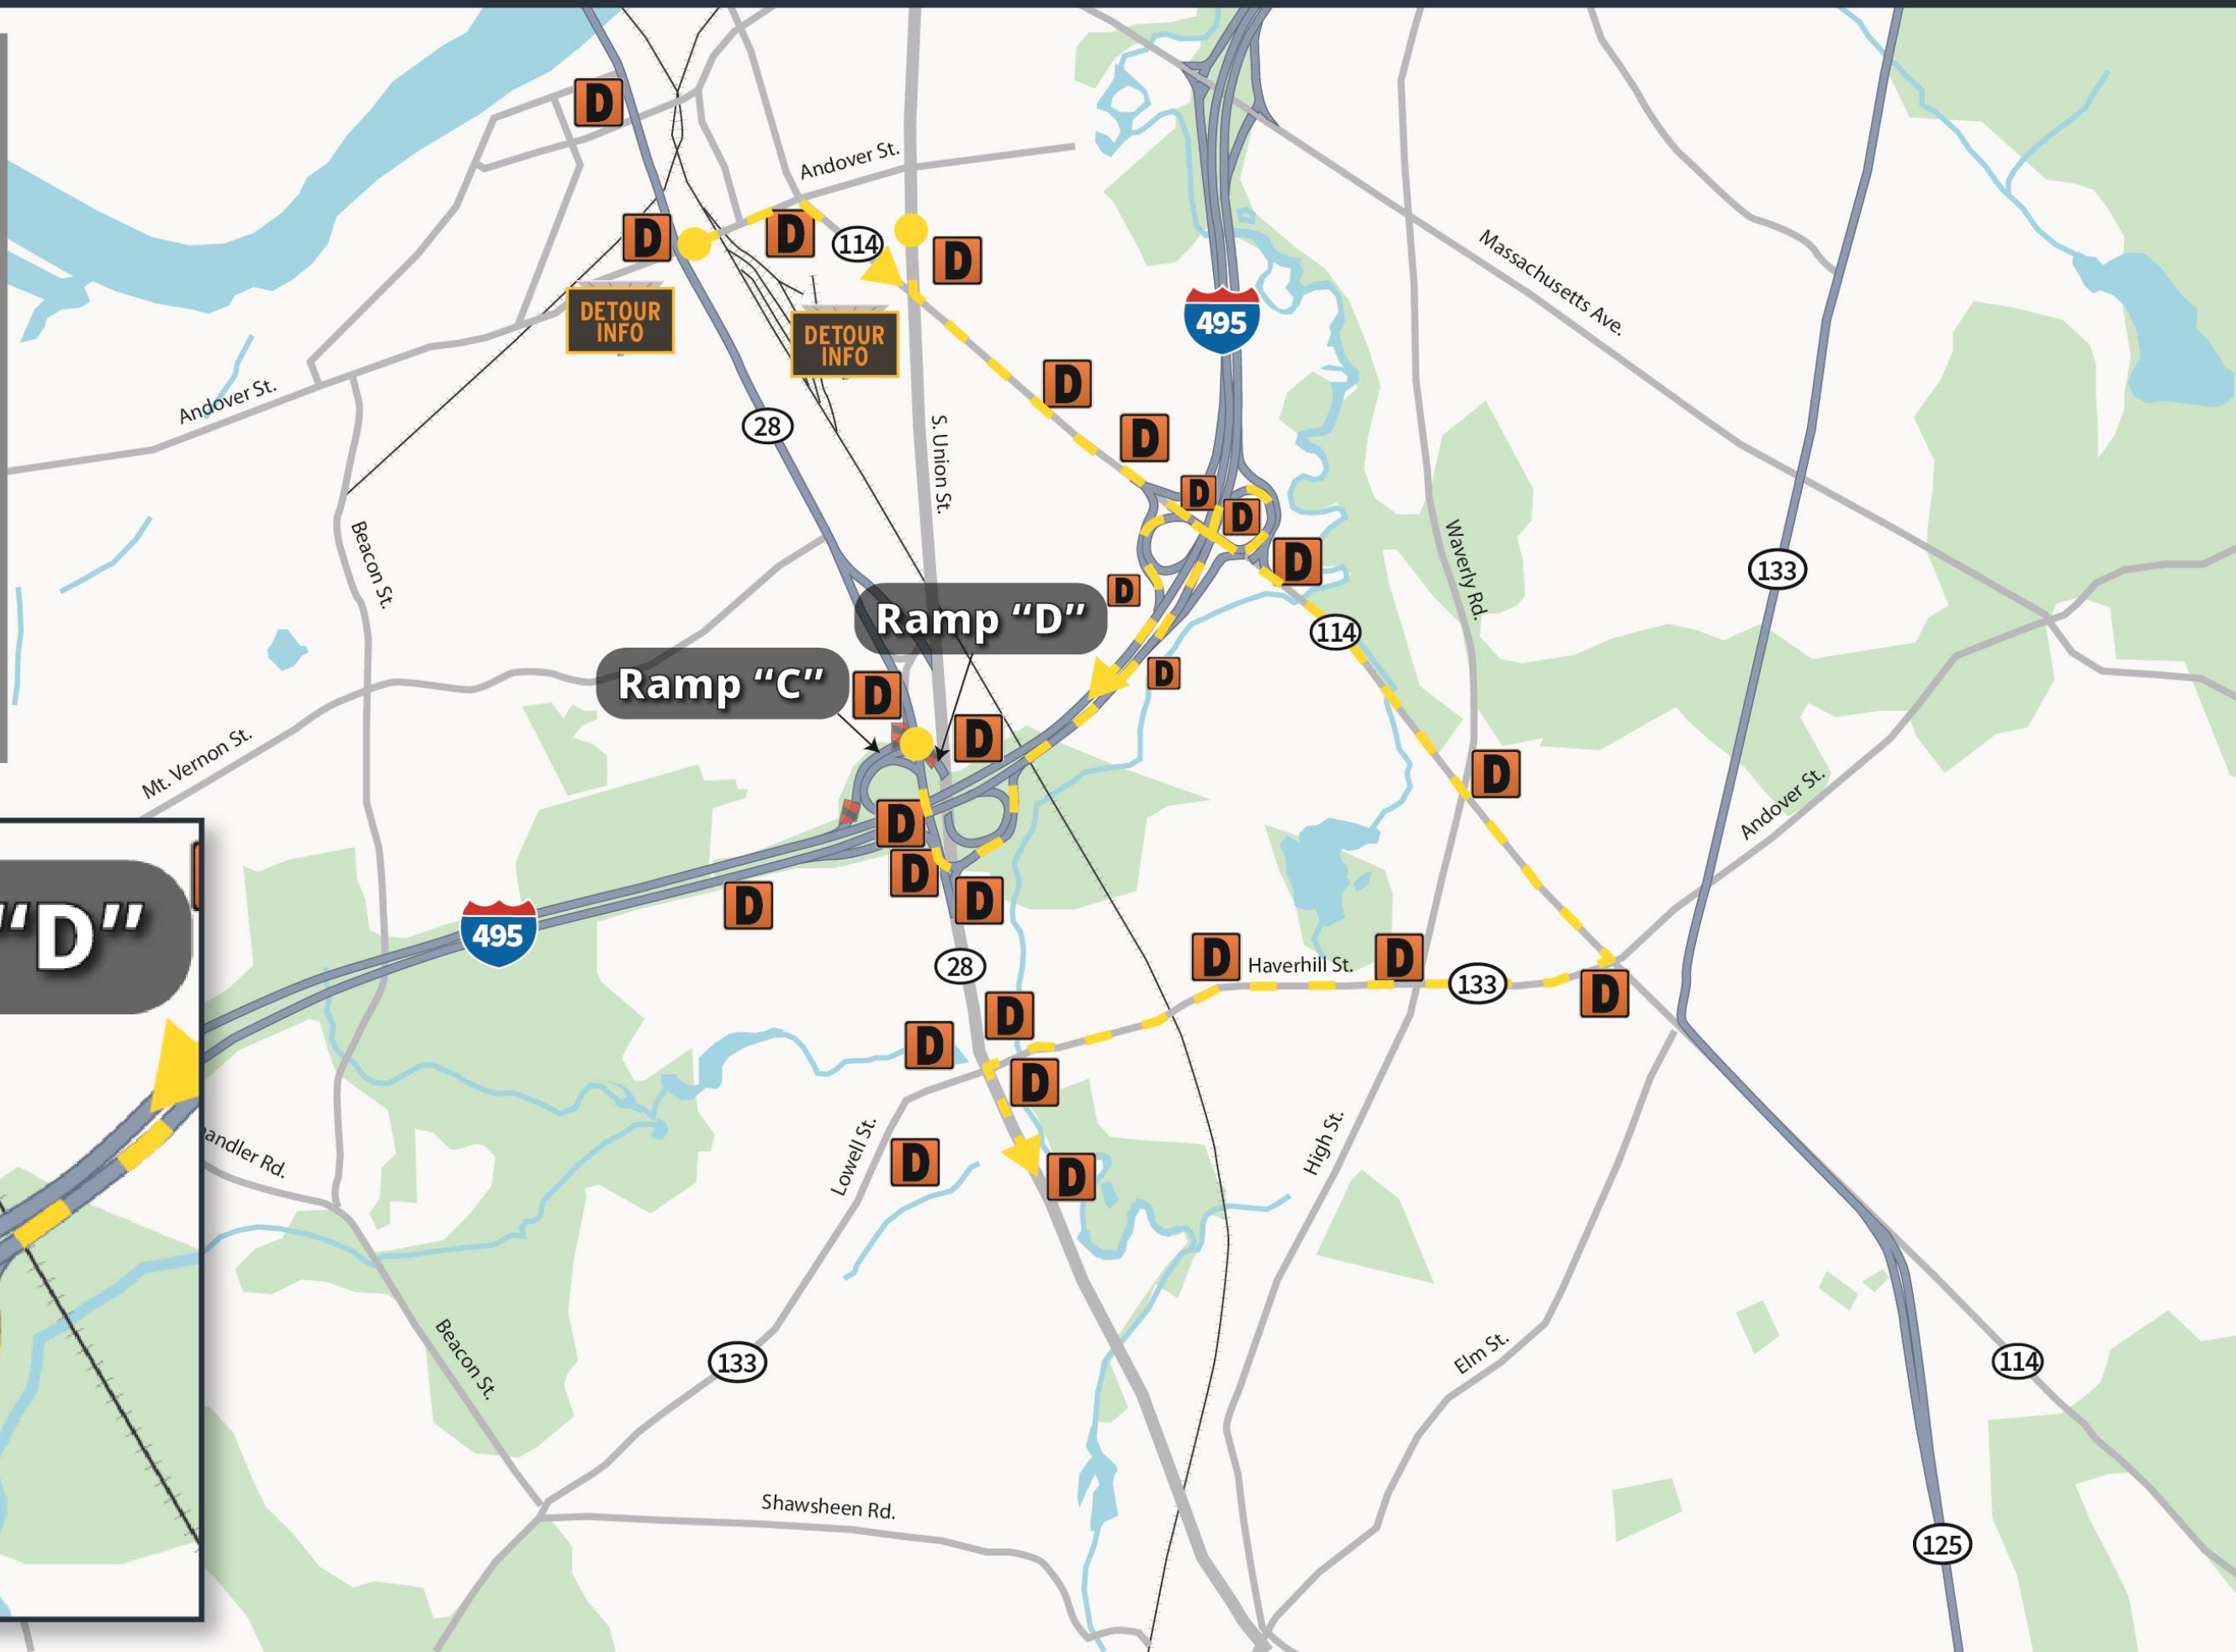 D
Andover St.
D
D
114
D
DETOUR
INFO
DETOUR
INFO
495
Massachusetts Ave.
D
Andover St.
28
S. Union St.
D
D
D
Beacon St.
Waverly Rd.
D
133
D
Ramp “D”
114
Ramp “C”
D
D
D
Mt. Vernon St.
D
Andover St.
D
D
D
D
495
“D”
28
D
Haverhill St.
D
133
D
D
D
D
Lowell St.
High St.
D
D
Beacon St.
133
Elm St.
114
Shawsheen Rd.
125